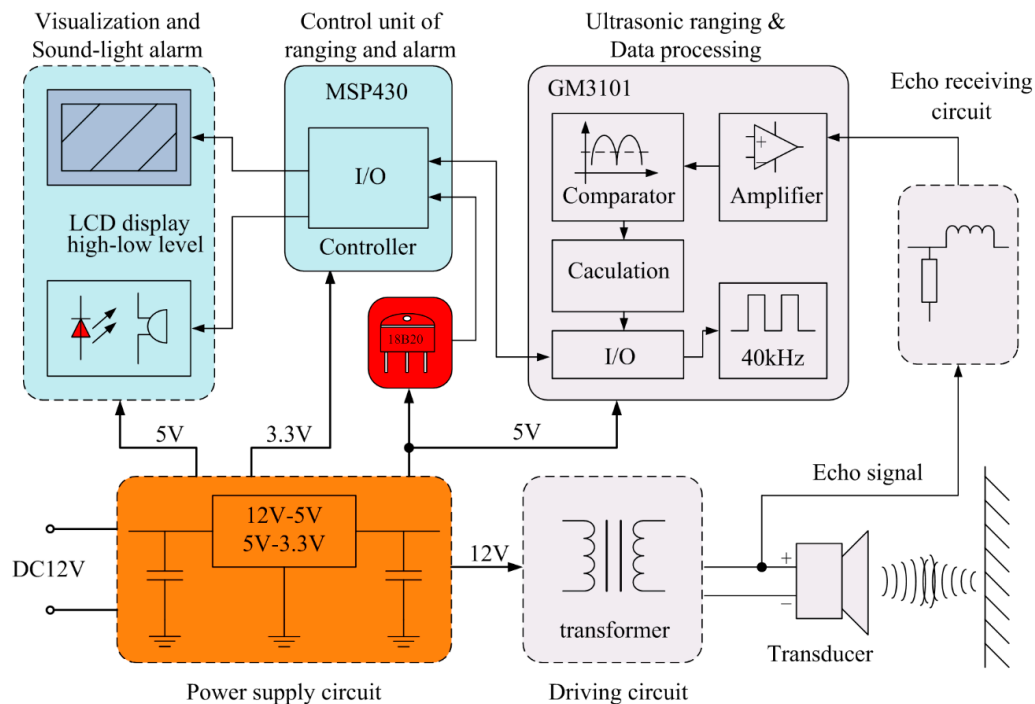 Visualization and
Sound-light alarm
Control unit of
ranging and alarm
Ultrasonic ranging &
Data processing
Echo receiving
circuit
MSP430
GM3101
I/O
Controller
LCD display
high-low level
Comparator
Amplifier
Caculation
I/O
40kHz
18B20
5V
3.3V
5V
Echo signal
12V-5V
5V-3.3V
DC12V
12V
transformer
+
−
+
−
Transducer
Power supply circuit
Driving circuit